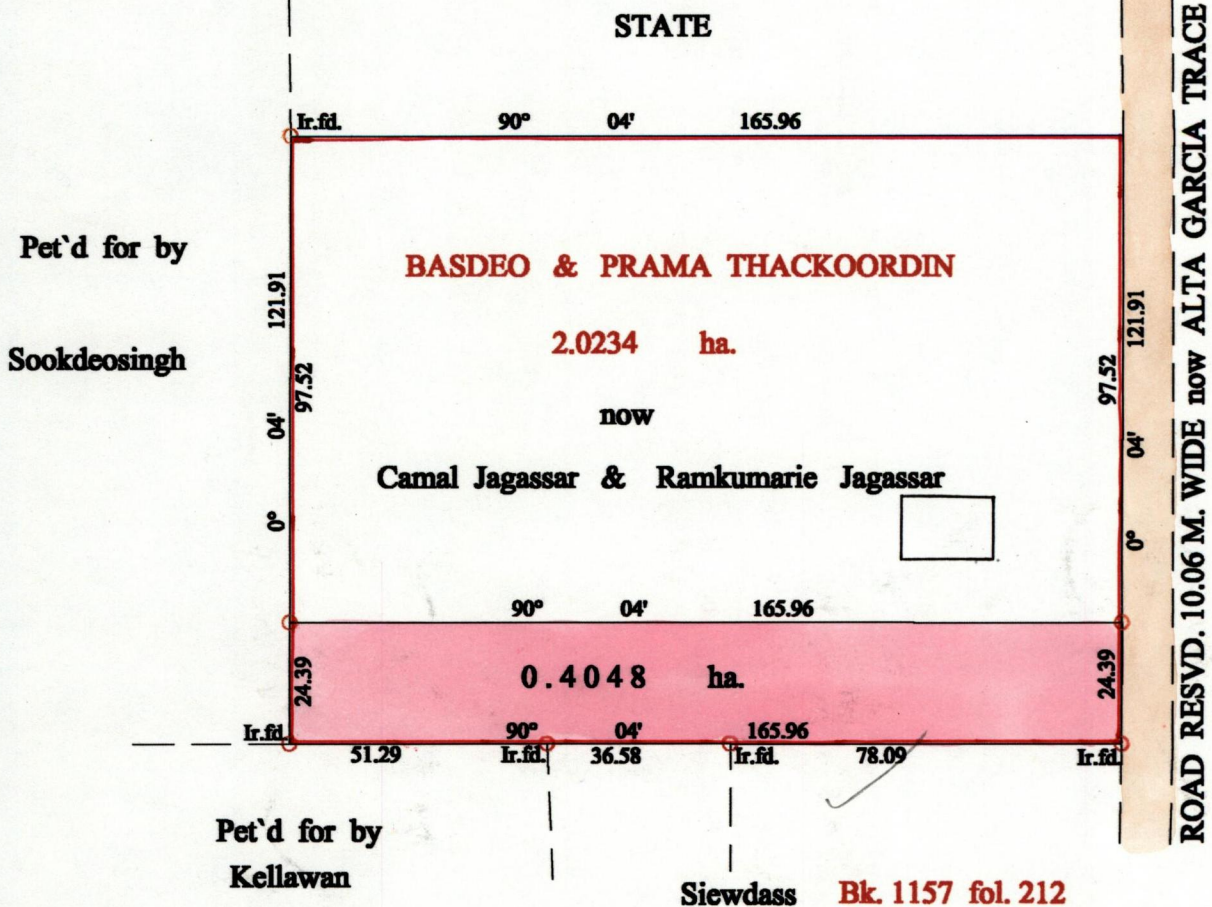 STATE
Ir.fd. 90° 04' 165.96
Pet`d for by
Sookdeosingh
BASDEO & PRAMA THACKOORDIN
2.0234 ha.
now
Camal Jagassar & Ramkumarie Jagassar
0° 04' 121.91
97.52
97.52
0° 04' 121.91
ROAD RESVD. 10.06 M. WIDE now ALTA GARCIA TRACE
90° 04' 165.96
24.39
0.4048 ha.
24.39
Ir.fd. 90° 04' 165.96
51.29 Ir.fd. 36.58 Ir.fd. 78.09 Ir.fd.
Pet`d for by
Kellawan
Siewdass Bk. 1157 fol. 212